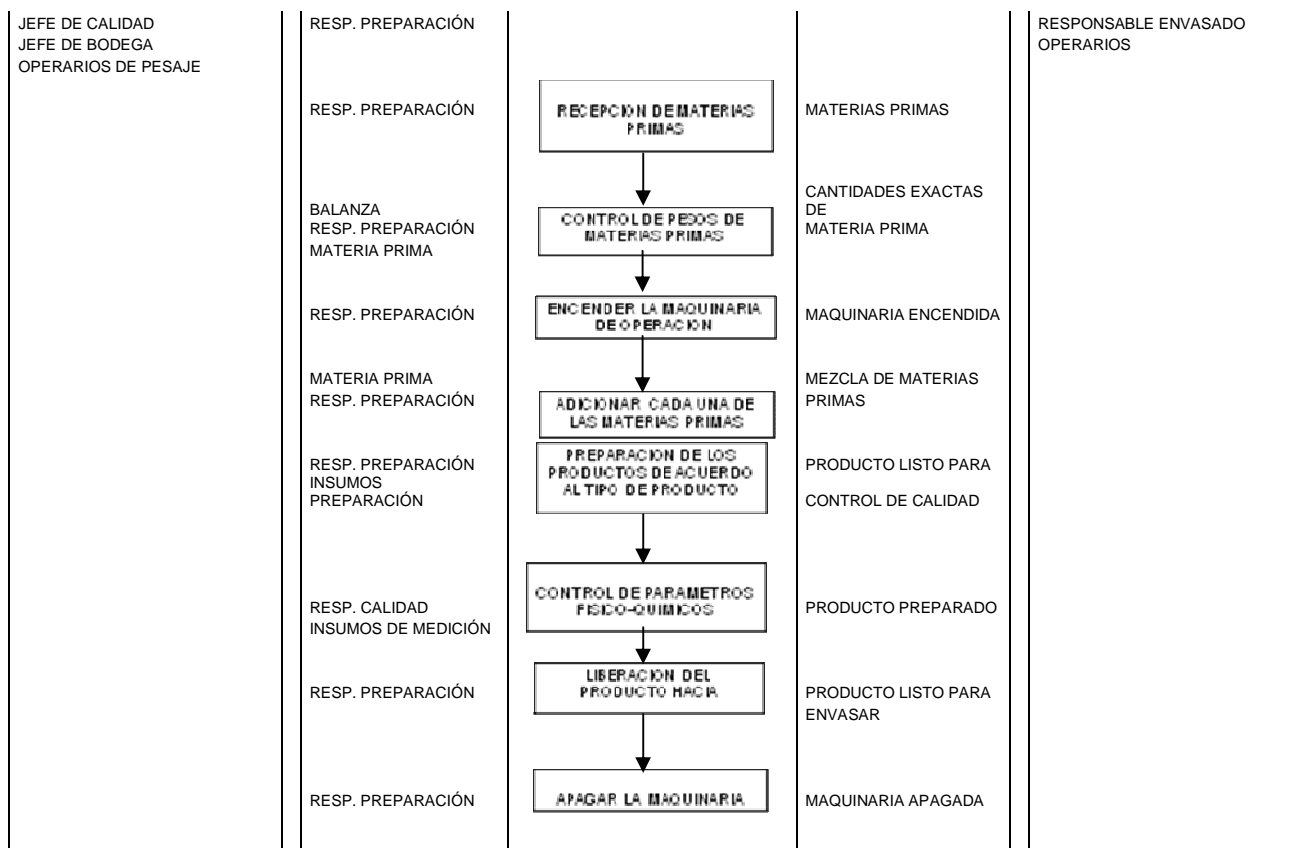 JEFE DE CALIDAD
JEFE DE BODEGA
OPERARIOS DE PESAJE
RESP. PREPARACIÓN
RESPONSABLE ENVASADO
OPERARIOS
RESP. PREPARACIÓN
RECEPCION DE MATERIAS
PRIMAS
MATERIAS PRIMAS
BALANZA
RESP. PREPARACIÓN
MATERIA PRIMA
CONTROL DE PESOS DE
MATERIAS PRIMAS
CANTIDADES EXACTAS
DE
MATERIA PRIMA
RESP. PREPARACIÓN
ENCENDER LA MAQUINARIA
DE OPERACION
MAQUINARIA ENCENDIDA
MATERIA PRIMA
RESP. PREPARACIÓN
ADICIONAR CADA UNA DE
LAS MATERIAS PRIMAS
MEZCLA DE MATERIAS
PRIMAS
RESP. PREPARACIÓN
INSUMOS
PREPARACIÓN
PREPARACION DE LOS
PRODUCTOS DE ACUERDO
AL TIPO DE PRODUCTO
PRODUCTO LISTO PARA
CONTROL DE CALIDAD
RESP. CALIDAD
INSUMOS DE MEDICIÓN
CONTROL DE PARAMETROS
FISICO-QUIMICOS
PRODUCTO PREPARADO
RESP. PREPARACIÓN
LIBERACION DEL
PRODUCTO HACIA
PRODUCTO LISTO PARA
ENVASAR
RESP. PREPARACIÓN
APAGAR LA MAQUINARIA
MAQUINARIA APAGADA